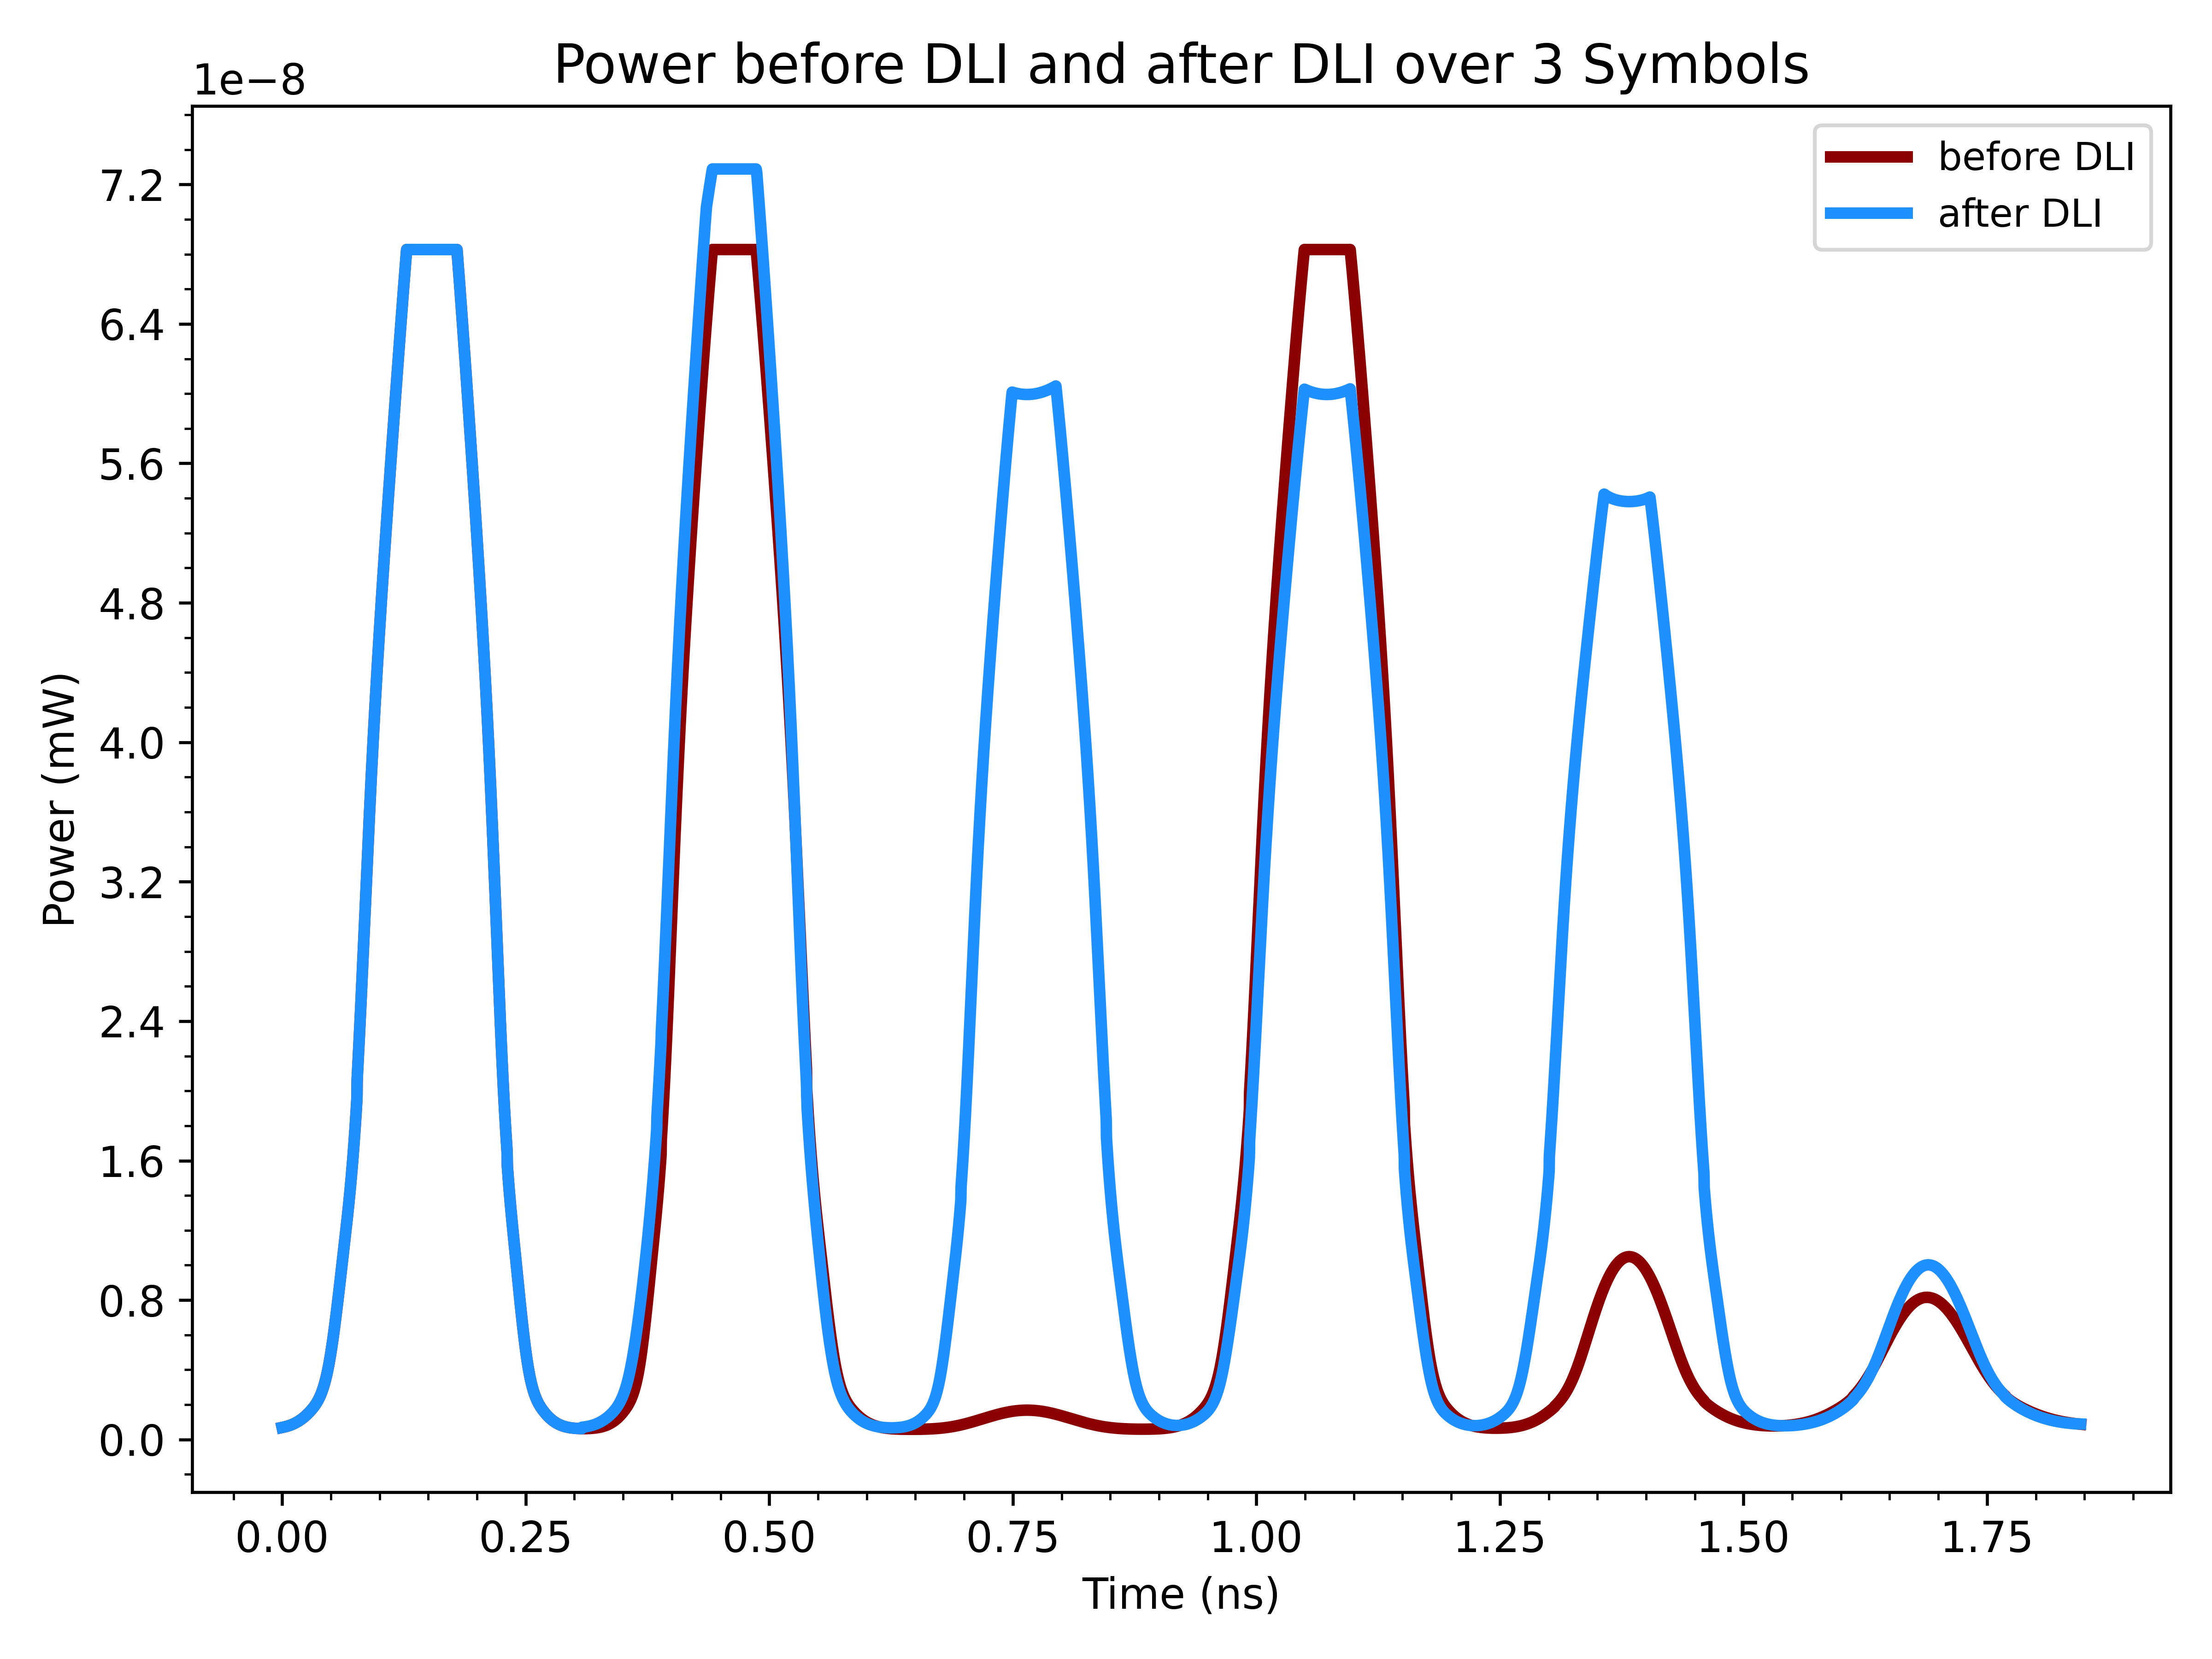 Power before DLI and after DLI over 3 Symbols
1e−8
before DLI
after DLI
7.2
6.4
5.6
4.8
4.0
3.2
2.4
1.6
0.8
0.0
Power (mW)
0.00 0.25 0.50 0.75 1.00 1.25 1.50 1.75
Time (ns)